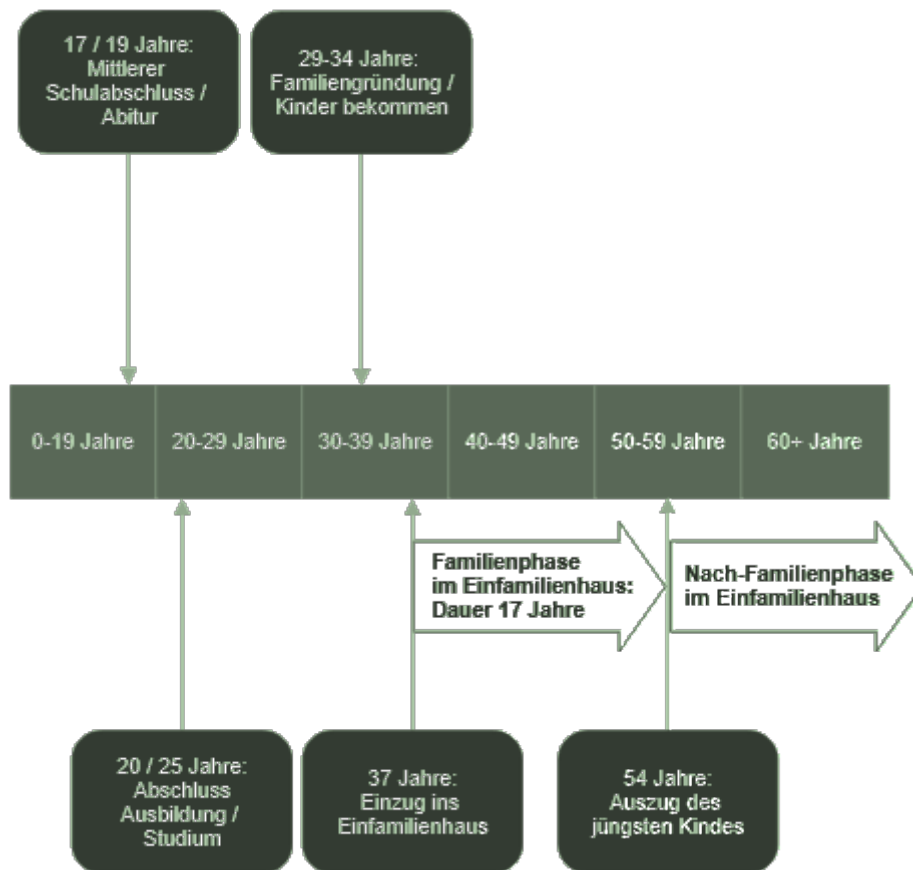 17 / 19 Jahre:
Mittlerer
Schulabschluss /
Abitur
29-34 Jahre:
Familiengründung /
Kinder bekommen
0-19 Jahre
20-29 Jahre
30-39 Jahre
40-49 Jahre
50-59 Jahre
60+ Jahre
Familienphase
im Einfamilienhaus:
Dauer 17 Jahre
Nach-Familienphase
im Einfamilienhaus
20 / 25 Jahre:
Abschluss
Ausbildung /
Studium
37 Jahre:
Einzug ins
Einfamilienhaus
54 Jahre:
Auszug des
jüngsten Kindes